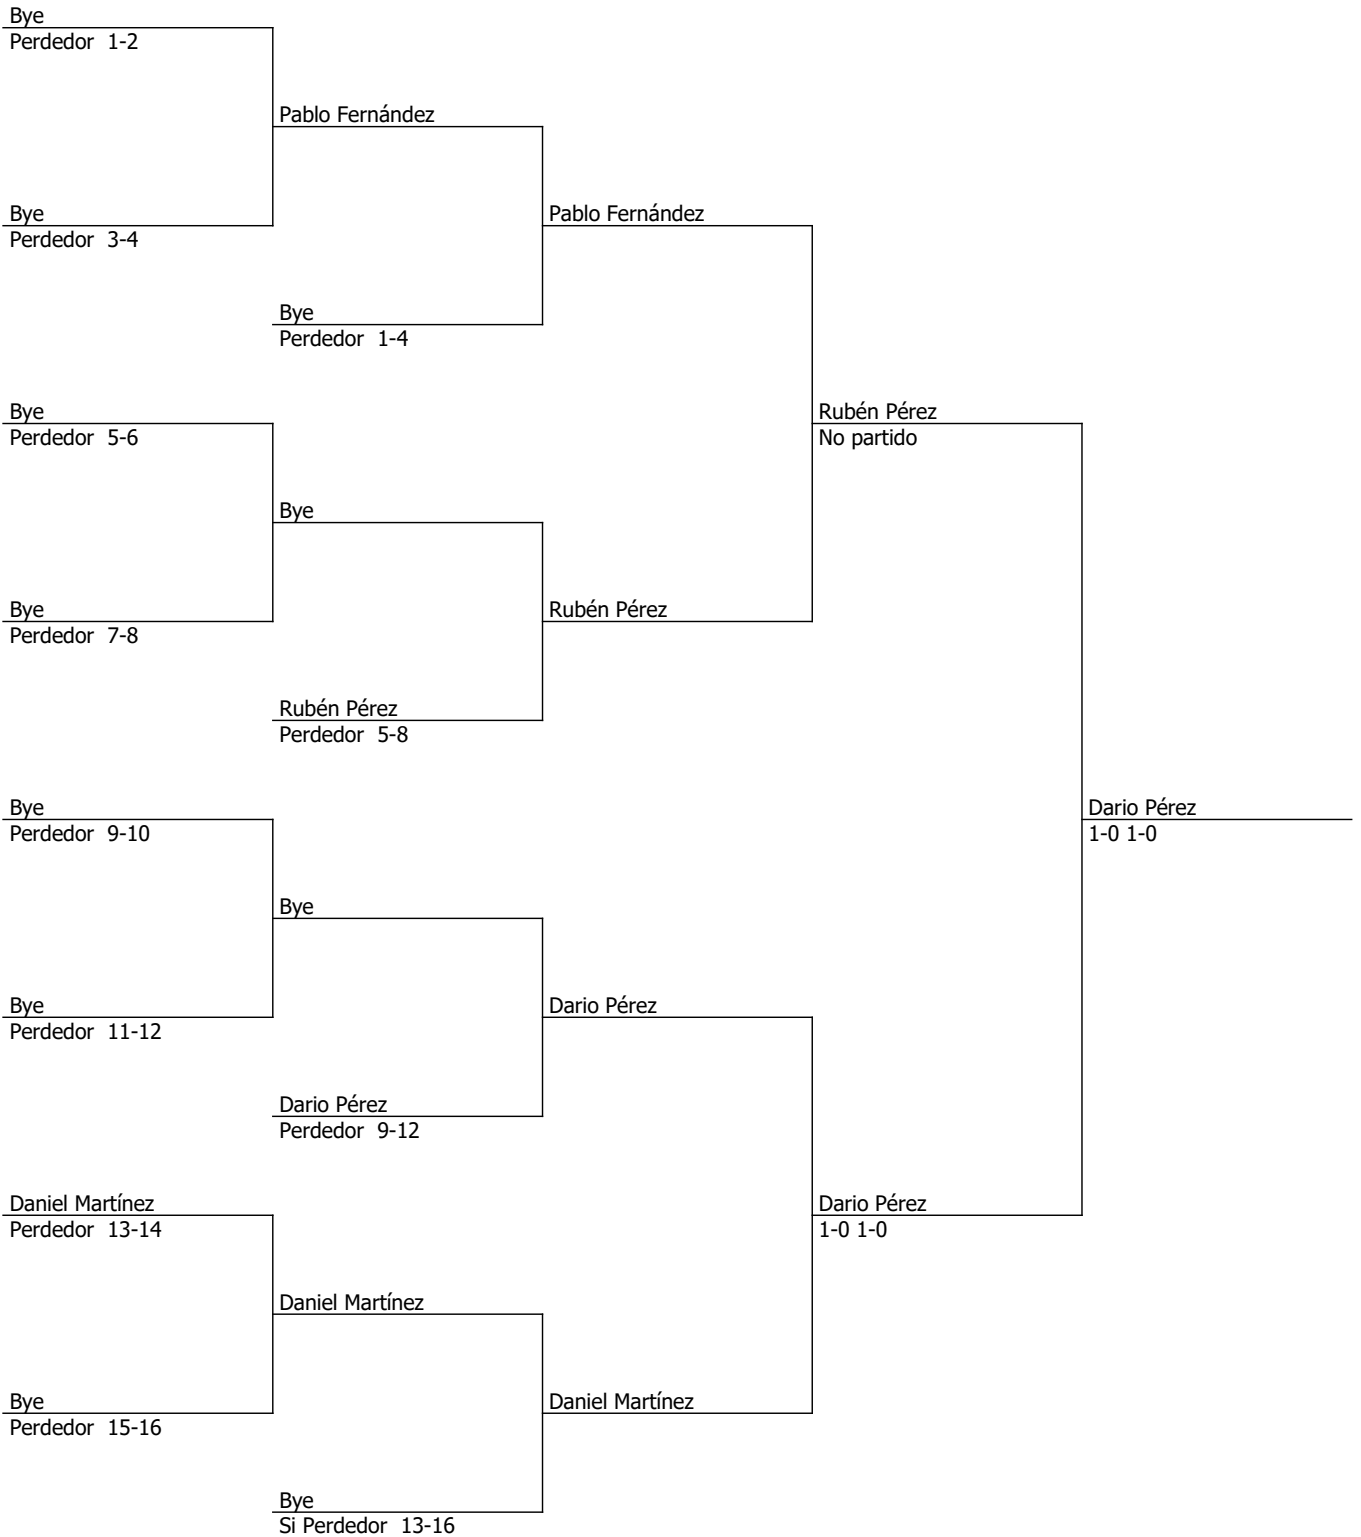 Bye
Perdedor 1-2
Pablo Fernández
Bye
Perdedor 3-4
Pablo Fernández
Bye
Perdedor 1-4
Bye
Perdedor 5-6
Rubén Pérez
No partido
Bye
Bye
Perdedor 7-8
Rubén Pérez
Rubén Pérez
Perdedor 5-8
Bye
Perdedor 9-10
Dario Pérez
1-0 1-0
Bye
Bye
Perdedor 11-12
Dario Pérez
Dario Pérez
Perdedor 9-12
Daniel Martínez
Perdedor 13-14
Dario Pérez
1-0 1-0
Daniel Martínez
Bye
Perdedor 15-16
Daniel Martínez
Bye
Si Perdedor 13-16